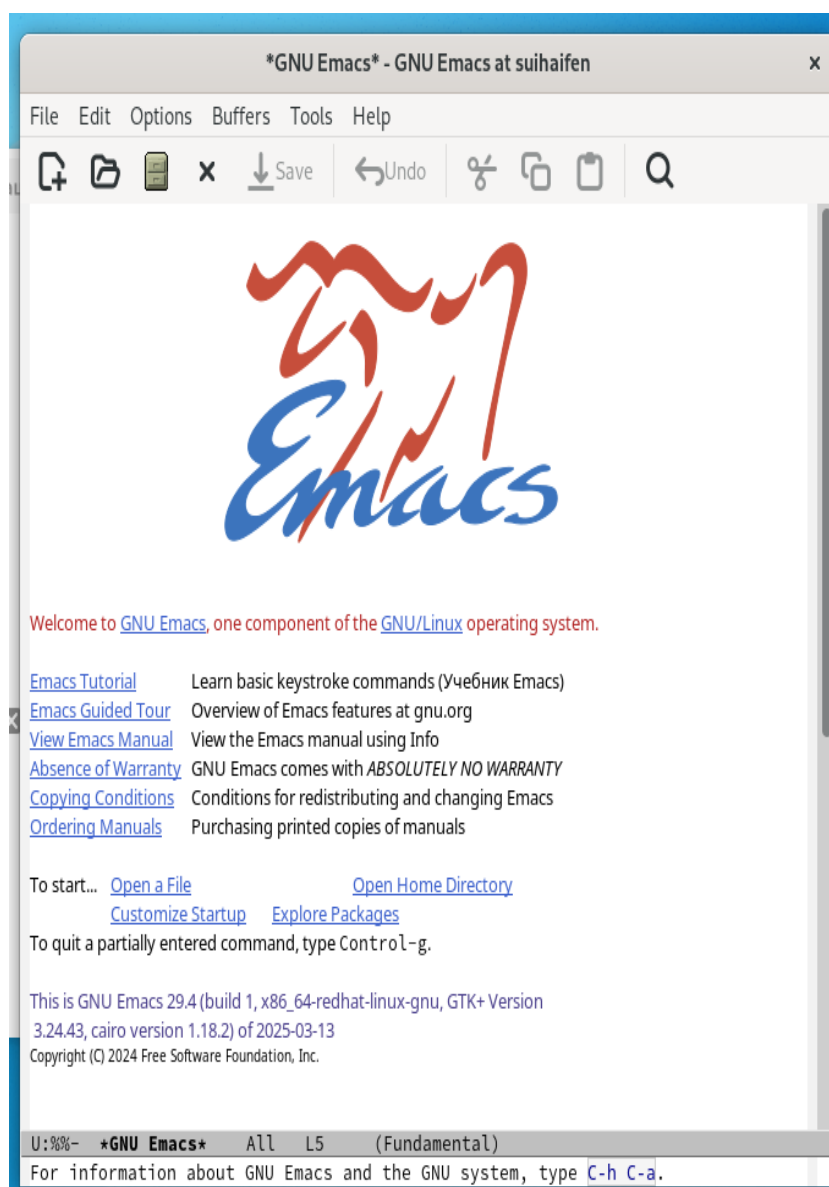 *GNU Emacs* - GNU Emacs at suihaifen
File Edit Options Buffers Tools Help
Save Undo
Emacs
Welcome to GNU Emacs, one component of the GNU/Linux operating system.
Emacs Tutorial Learn basic keystroke commands (Учебник Emacs)
Emacs Guided Tour Overview of Emacs features at gnu.org
View Emacs Manual View the Emacs manual using Info
Absence of Warranty GNU Emacs comes with ABSOLUTELY NO WARRANTY
Copying Conditions Conditions for redistributing and changing Emacs
Ordering Manuals Purchasing printed copies of manuals
To start... Open a File Open Home Directory
Customize Startup Explore Packages
To quit a partially entered command, type Control-g.
This is GNU Emacs 29.4 (build 1, x86_64-redhat-linux-gnu, GTK+ Version
3.24.43, cairo version 1.18.2) of 2025-03-13
Copyright (C) 2024 Free Software Foundation, Inc.
U:%%- *GNU Emacs* All L5 (Fundamental)
For information about GNU Emacs and the GNU system, type C-h C-a.